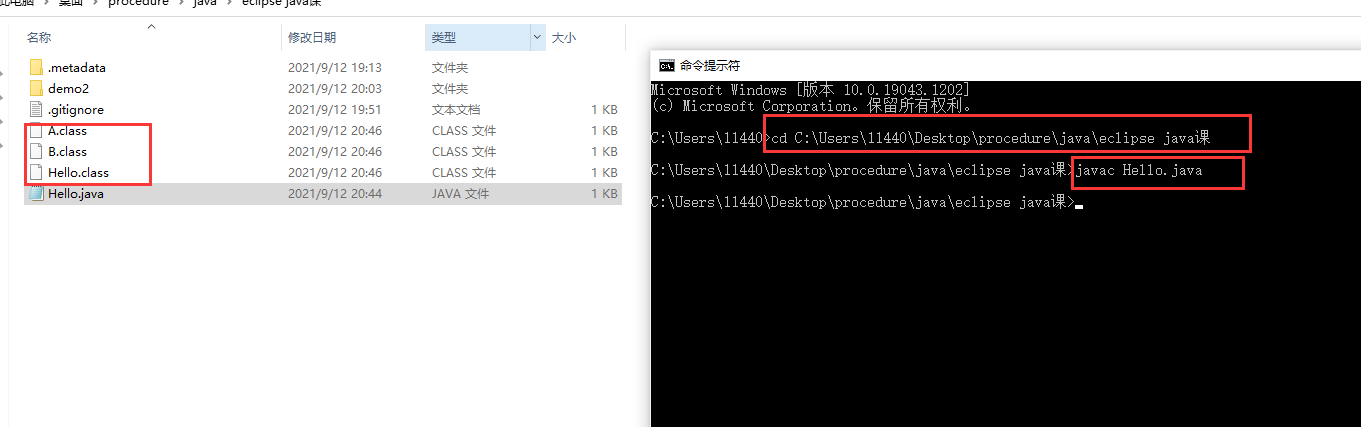 此电脑 > 桌面 > procedure > java > eclipse java课
名称 修改日期 类型 大小
.metadata 2021/9/12 19:13 文件夹
demo2 2021/9/12 20:03 文件夹
.gitignore 2021/9/12 19:51 文本文档 1 KB
A.class 2021/9/12 20:46 CLASS 文件 1 KB
B.class 2021/9/12 20:46 CLASS 文件 1 KB
Hello.class 2021/9/12 20:46 CLASS 文件 1 KB
Hello.java 2021/9/12 20:44 JAVA 文件 1 KB
命令提示符
Microsoft Windows [版本 10.0.19043.1202]
(c) Microsoft Corporation。保留所有权利。
C:\Users\11440>cd C:\Users\11440\Desktop\procedure\java\eclipse java课
C:\Users\11440\Desktop\procedure\java\eclipse java课>javac Hello.java
C:\Users\11440\Desktop\procedure\java\eclipse java课>